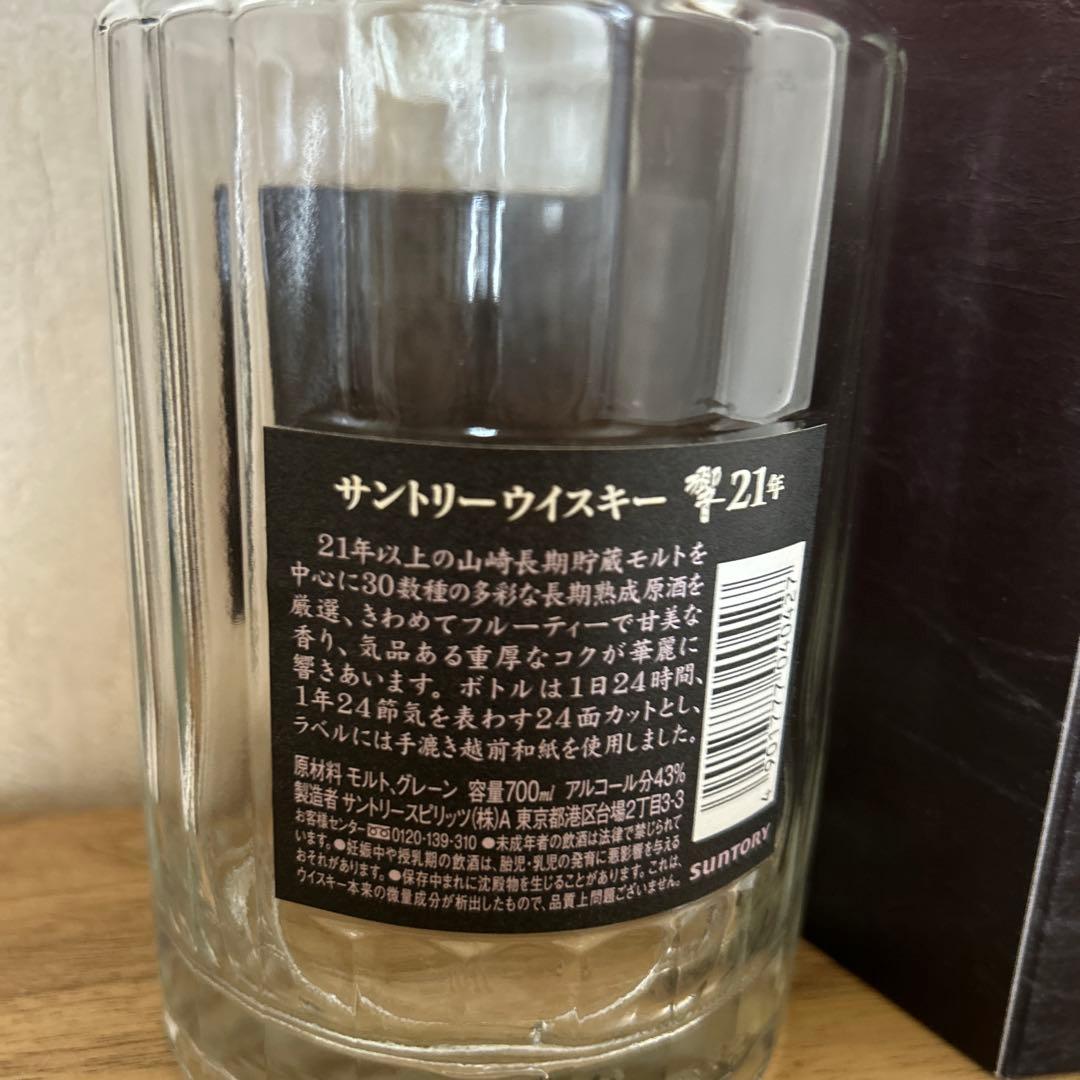 サントリーウイスキー 響21年
21年以上の山崎長期貯蔵モルトを
中心に30数種の多彩な長期熟成原酒を
厳選、きわめてフルーティーで甘美な
香り、気品ある重厚なコクが華麗に
響きあいます。ボトルは1日24時間、
1年24節気を表わす24面カットとし、
ラベルには手漉き越前和紙を使用しました。
原材料 モルト、グレーン 容量700ml アルコール分43%
製造者 サントリースピリッツ(株)A 東京都港区台場2丁目3-3
お客様センター 0120-139-310 ●未成年者の飲酒は法律で禁じられて
います。●妊娠中や授乳期の飲酒は、胎児・乳児の発育に悪影響を与える
おそれがあります。●保存中まれに沈殿物を生じることがあります。これは、
ウイスキー本来の微量成分が析出したもので、品質上問題ございません。
4 901777 040427
SUNTORY